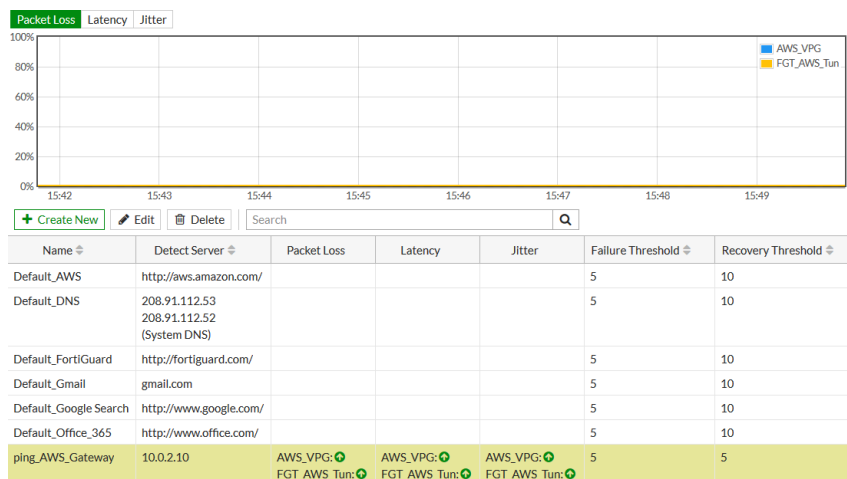 Packet Loss Latency Jitter
100%
80%
60%
40%
20%
0%
AWS_VPG
FGT_AWS_Tun
15:42 15:43 15:44 15:45 15:46 15:47 15:48 15:49
+ Create New Edit Delete Search
Name Detect Server Packet Loss Latency Jitter Failure Threshold Recovery Threshold
Default_AWS http://aws.amazon.com/ 5 10
Default_DNS 208.91.112.53 5 10
208.91.112.52
(System DNS)
Default_FortiGuard http://fortiguard.com/ 5 10
Default_Gmail gmail.com 5 10
Default_Google Search http://www.google.com/ 5 10
Default_Office_365 http://www.office.com/ 5 10
ping_AWS_Gateway 10.0.2.10 AWS_VPG: AWS_VPG: AWS_VPG: 5 5
FGT_AWS_Tun: FGT_AWS_Tun: FGT_AWS_Tun: